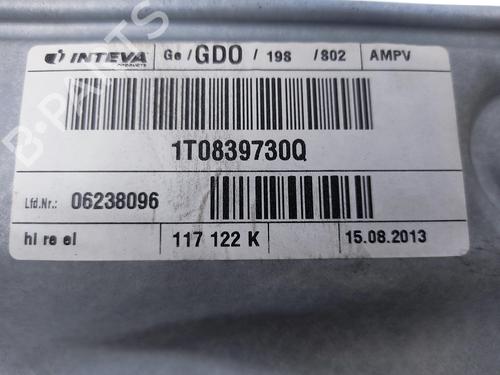 INTEVA PRODUCTS Ge / GDO / 198 / 802 AMPV
1T0839730Q
Lfd.Nr.: 06238096
hi re el 117 122 K 15.08.2013
B-PARTS